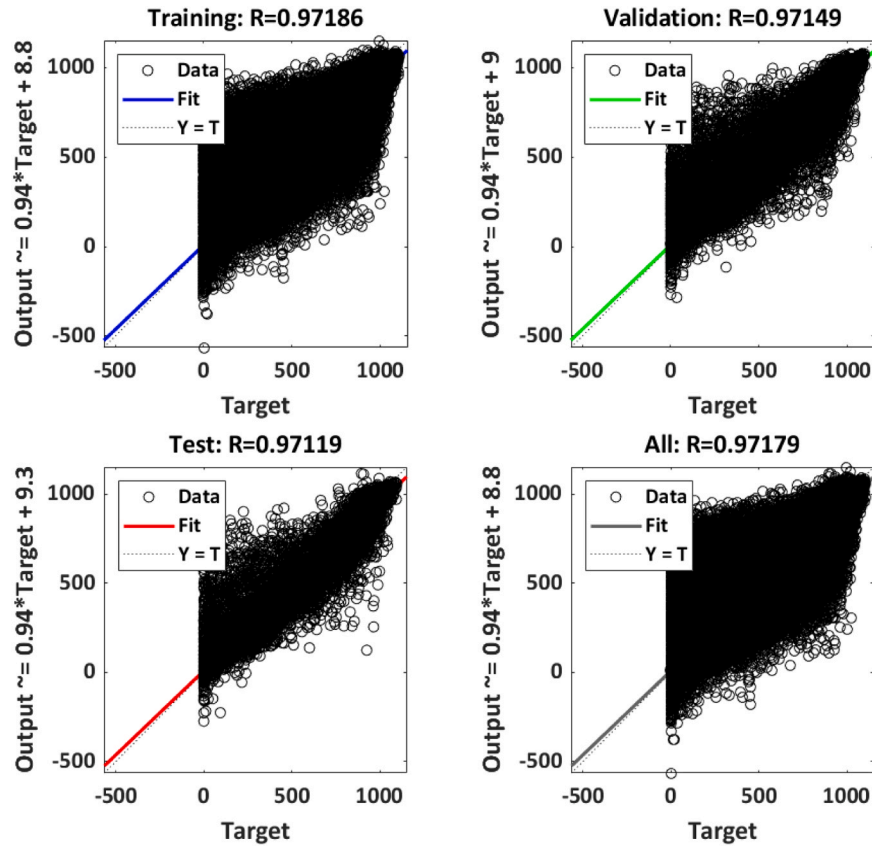 Training: R=0.97186
Output ~= 0.94*Target + 8.8
1000
500
0
-500
Data
Fit
Y = T
-500
0
500
1000
Target
Validation: R=0.97149
Output ~= 0.94*Target + 9
1000
500
0
-500
Data
Fit
Y = T
-500
0
500
1000
Target
Test: R=0.97119
Output ~= 0.94*Target + 9.3
1000
500
0
-500
Data
Fit
Y = T
-500
0
500
1000
Target
All: R=0.97179
Output ~= 0.94*Target + 8.8
1000
500
0
-500
Data
Fit
Y = T
-500
0
500
1000
Target